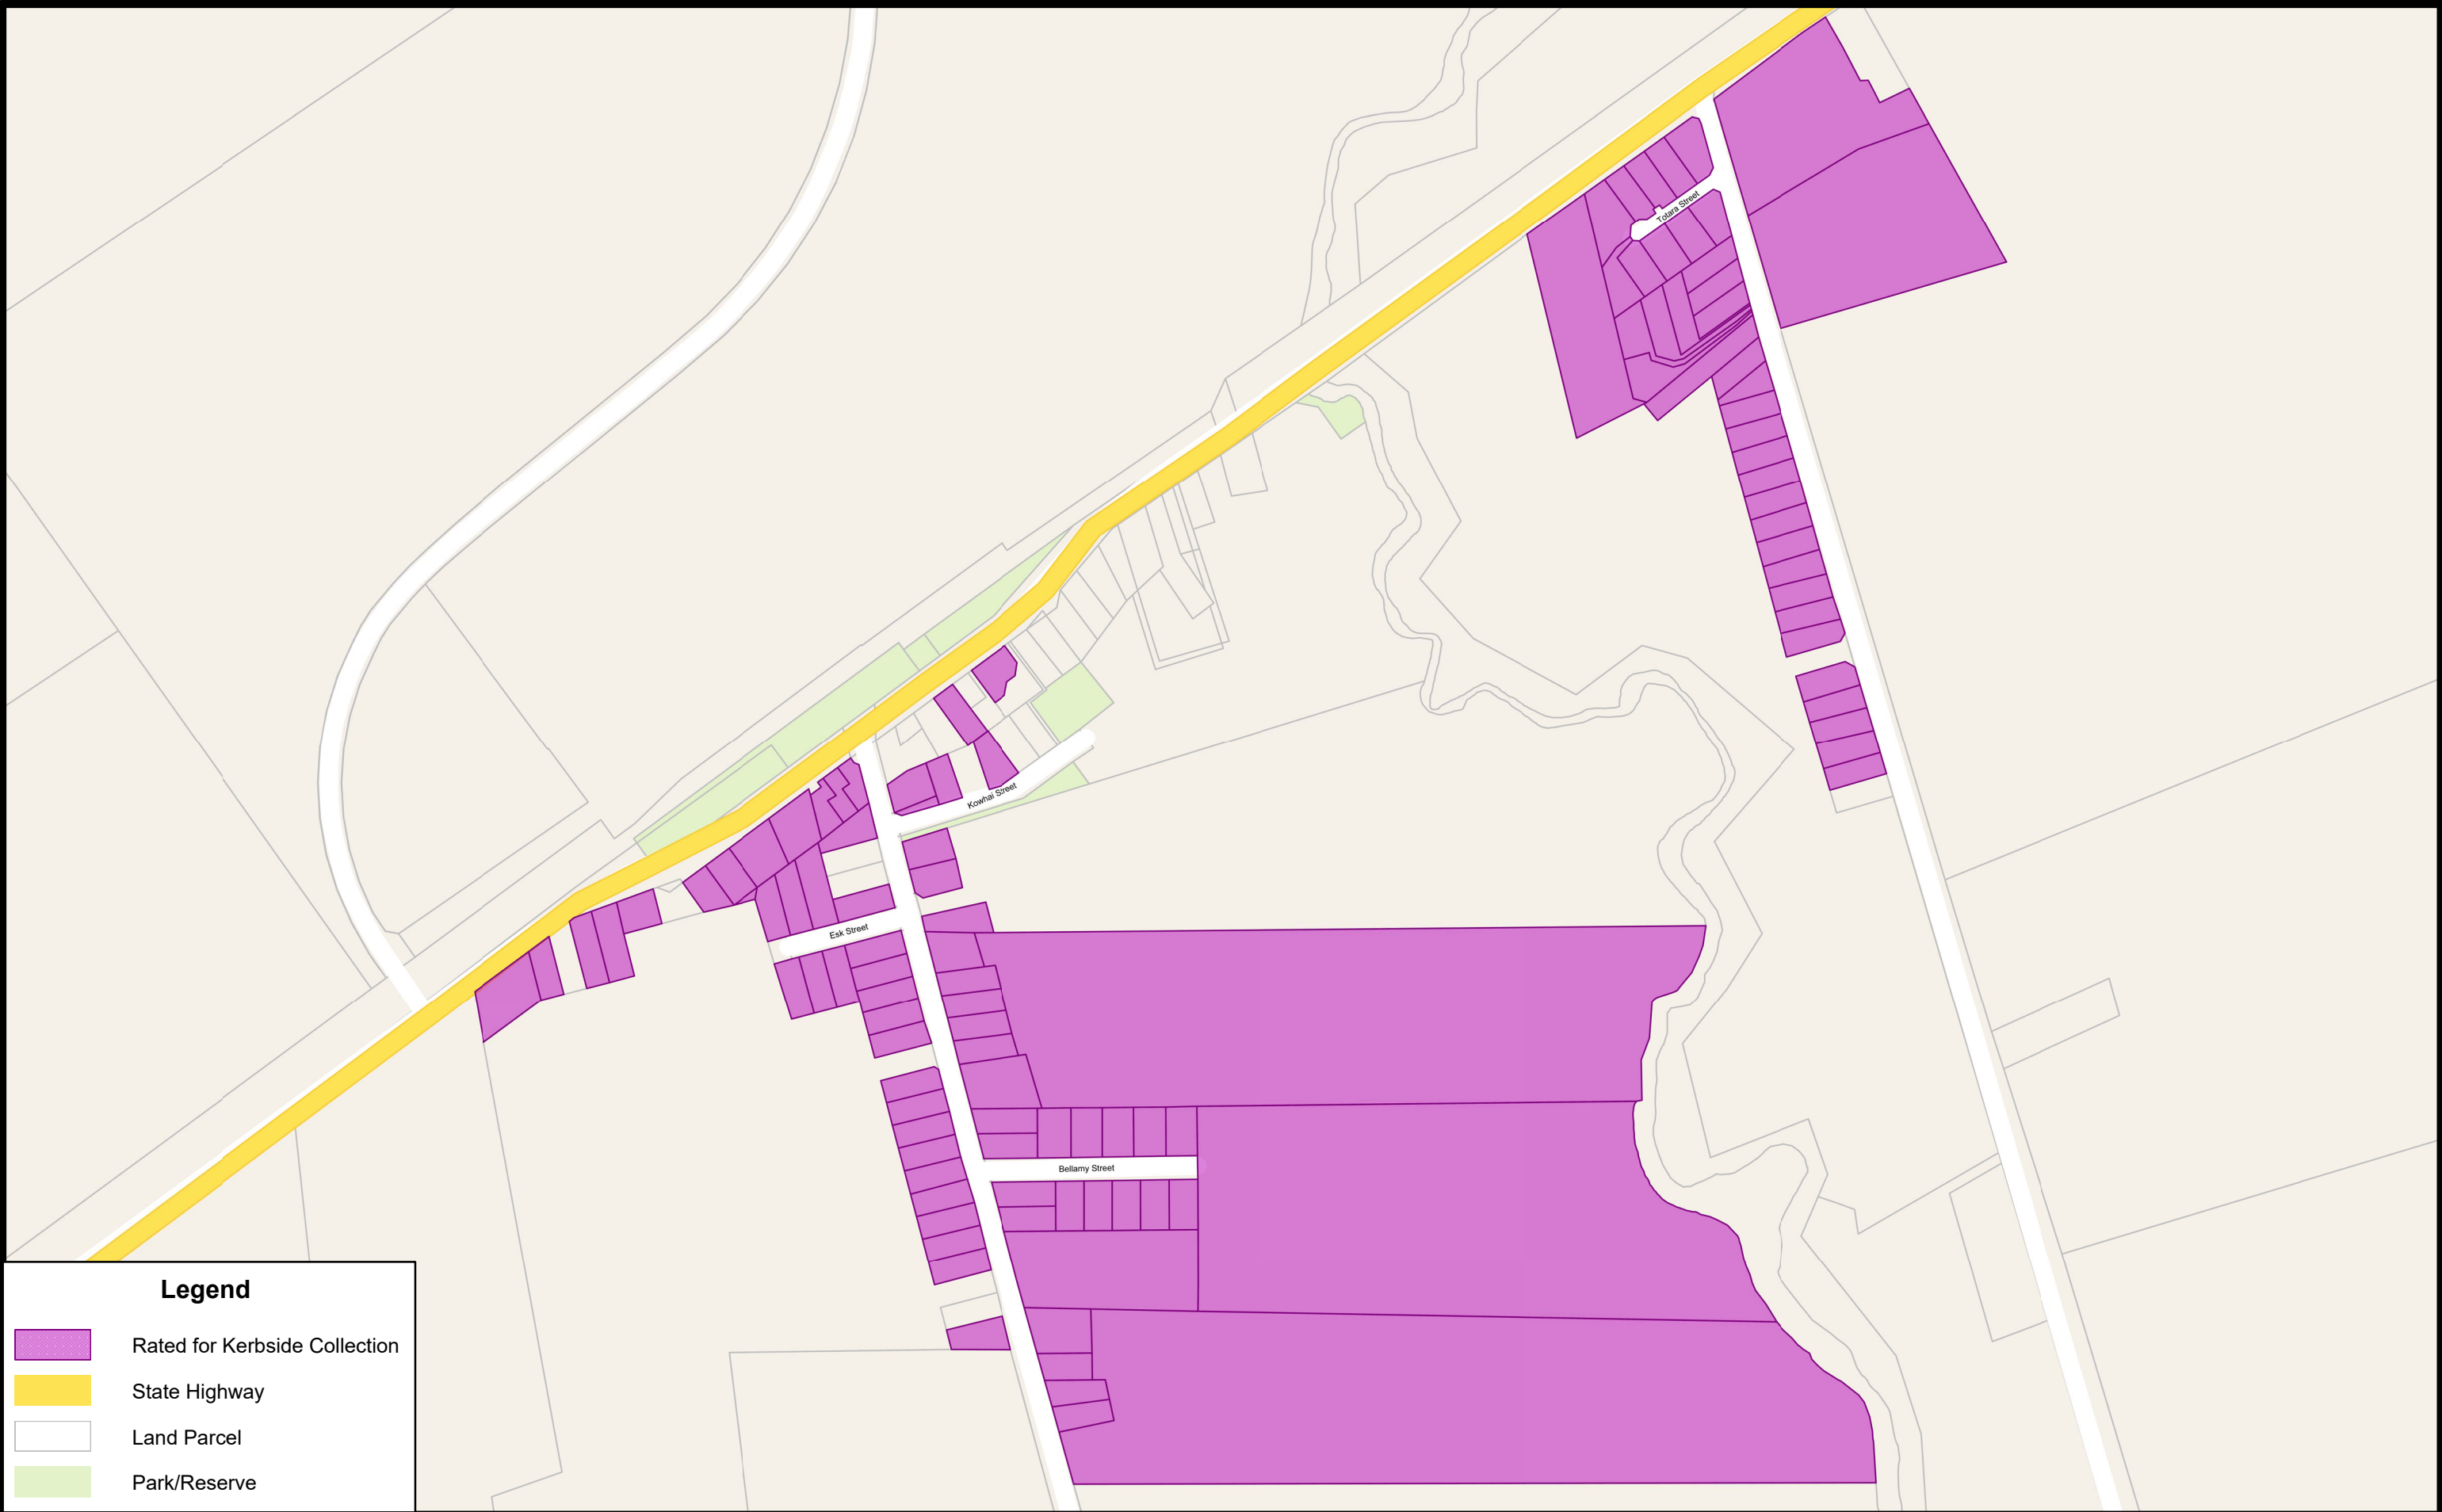 Totara Street
Kowhai Street
Esk Street
Bellamy Street
Legend
Rated for Kerbside Collection
State Highway
Land Parcel
Park/Reserve